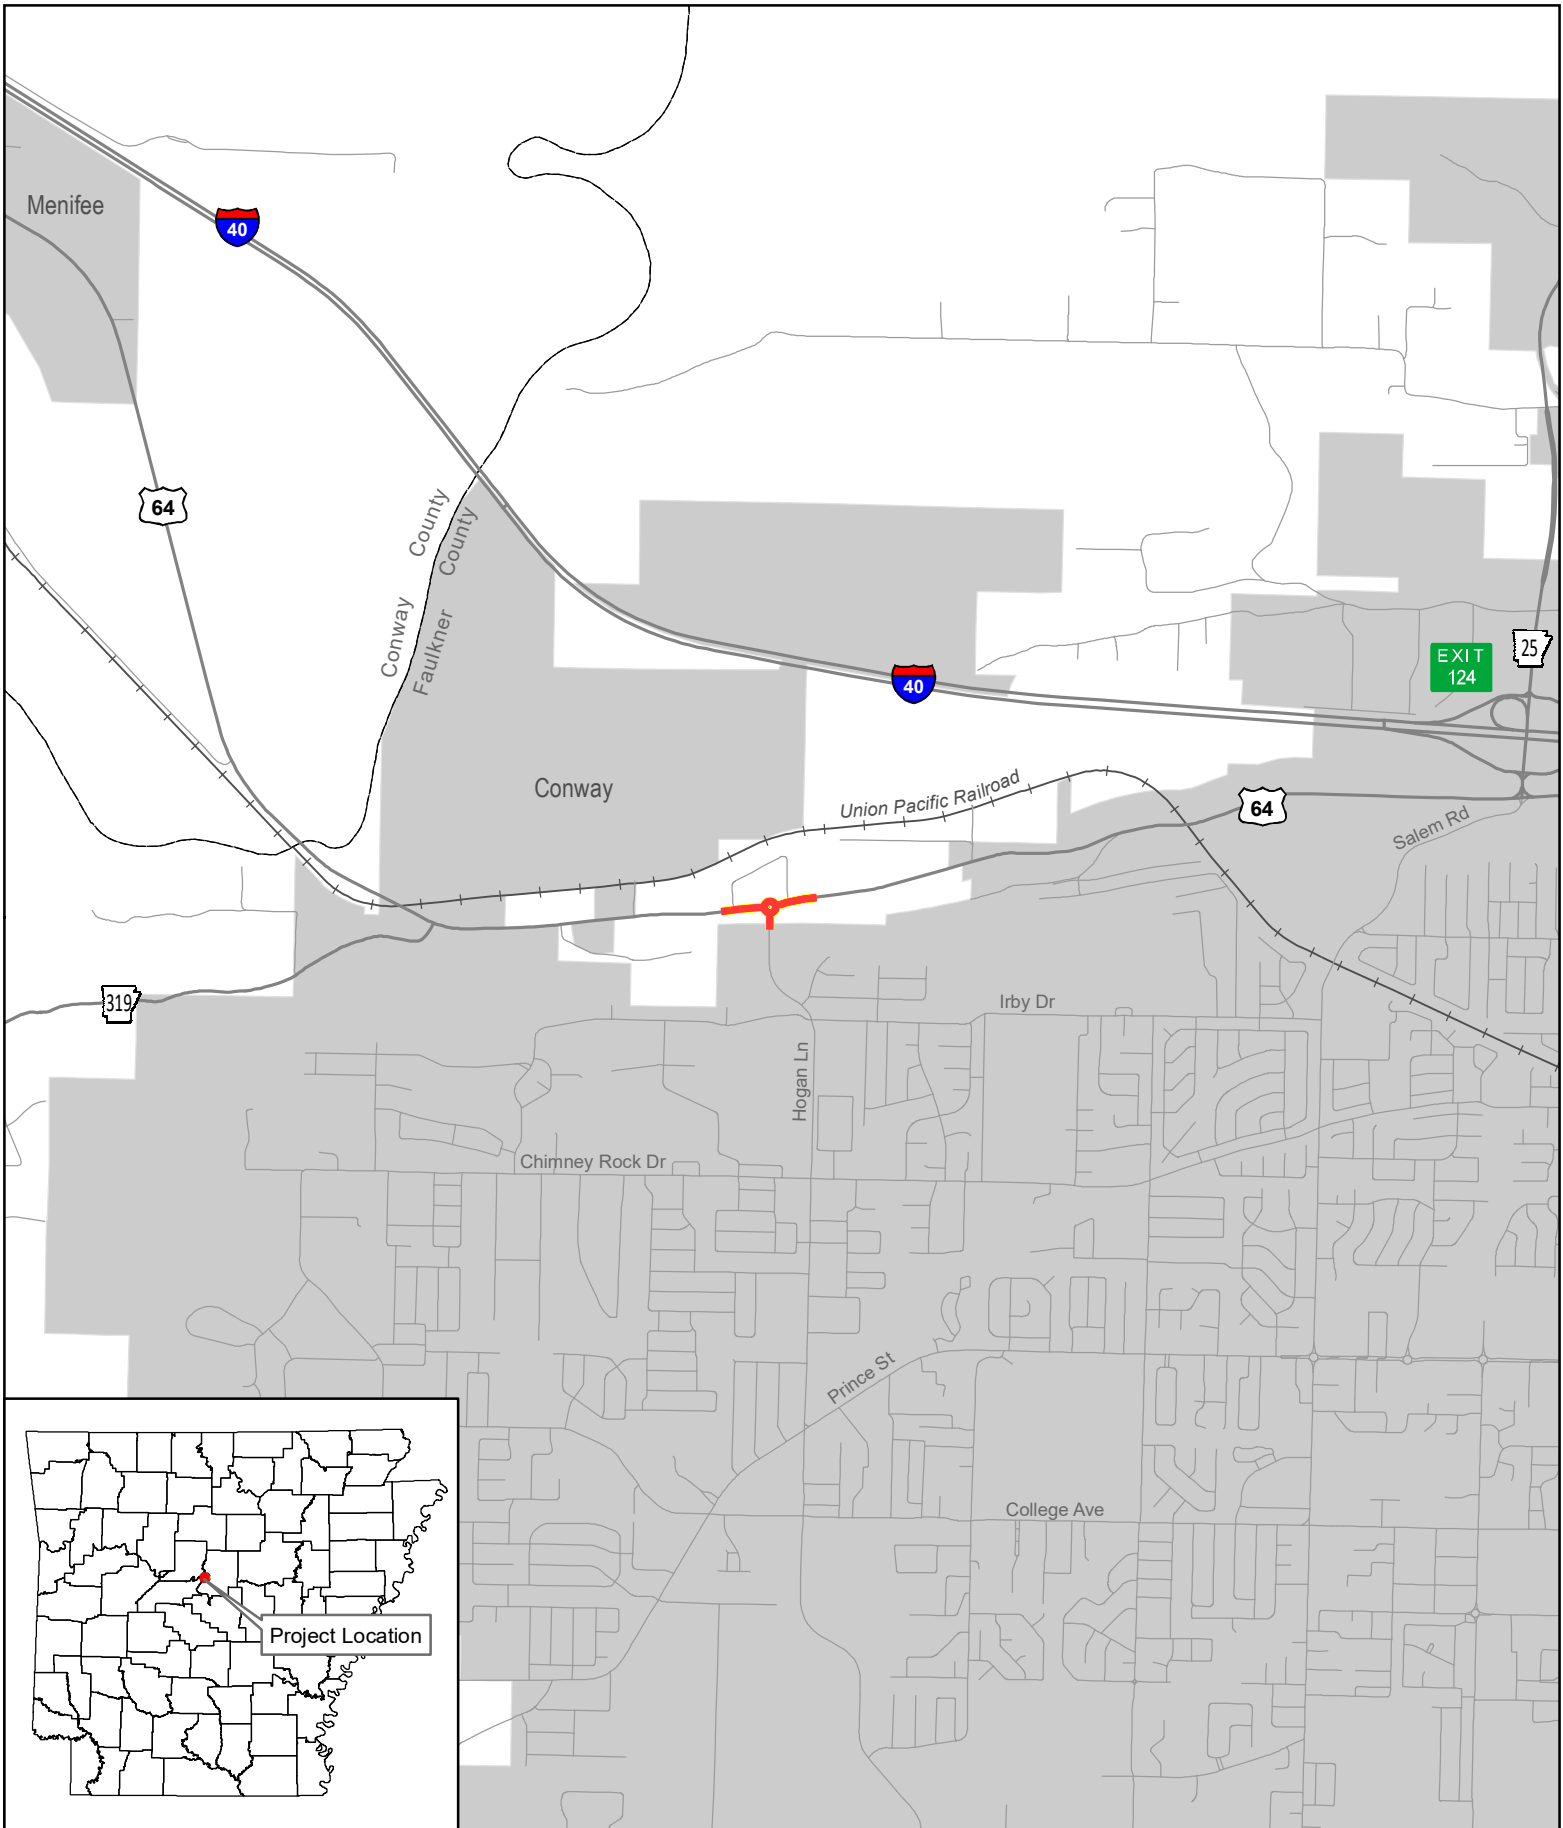 Menifee
40
64
Conway County
Faulkner County
EXIT
124
25
40
Conway
Union Pacific Railroad
64
Salem Rd
319
Irby Dr
Hogan Ln
Chimney Rock Dr
Prince St
College Ave
Project Location